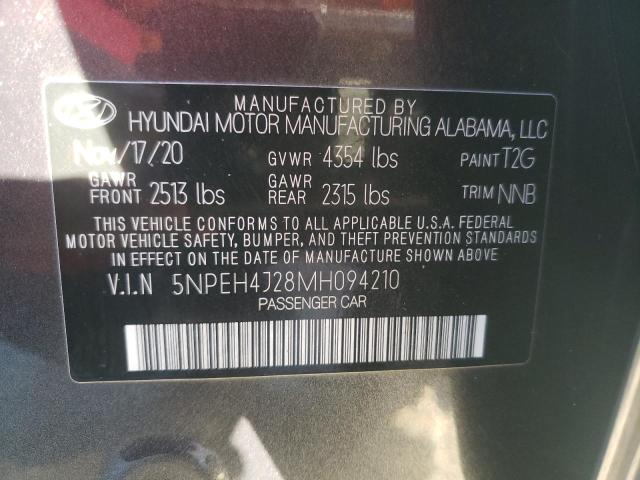 MANUFACTURED BY
HYUNDAI MOTOR MANUFACTURING ALABAMA, LLC
Nov/17/20 GVWR 4354 lbs PAINT T2G
GAWR FRONT 2513 lbs GAWR REAR 2315 lbs TRIM NNB
THIS VEHICLE CONFORMS TO ALL APPLICABLE U.S.A. FEDERAL
MOTOR VEHICLE SAFETY, BUMPER, AND THEFT PREVENTION STANDARDS
IN EFFECT ON THE DATE OF MANUFACTURE SHOWN ABOVE.
V.I.N 5NPEH4J28MH094210
PASSENGER CAR